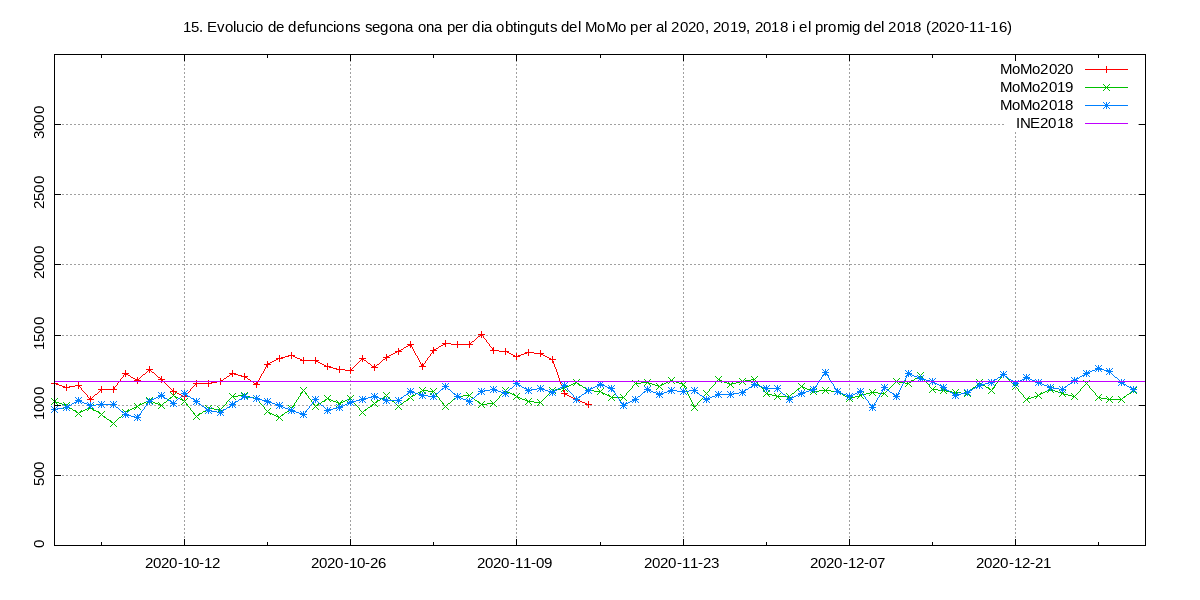 15. Evolucio de defuncions segona ona per dia obtinguts del MoMo per al 2020, 2019, 2018 i el promig del 2018 (2020-11-16)
MoMo2020
MoMo2019
MoMo2018
INE2018
3000
2500
2000
1500
1000
500
0
2020-10-12 2020-10-26 2020-11-09 2020-11-23 2020-12-07 2020-12-21